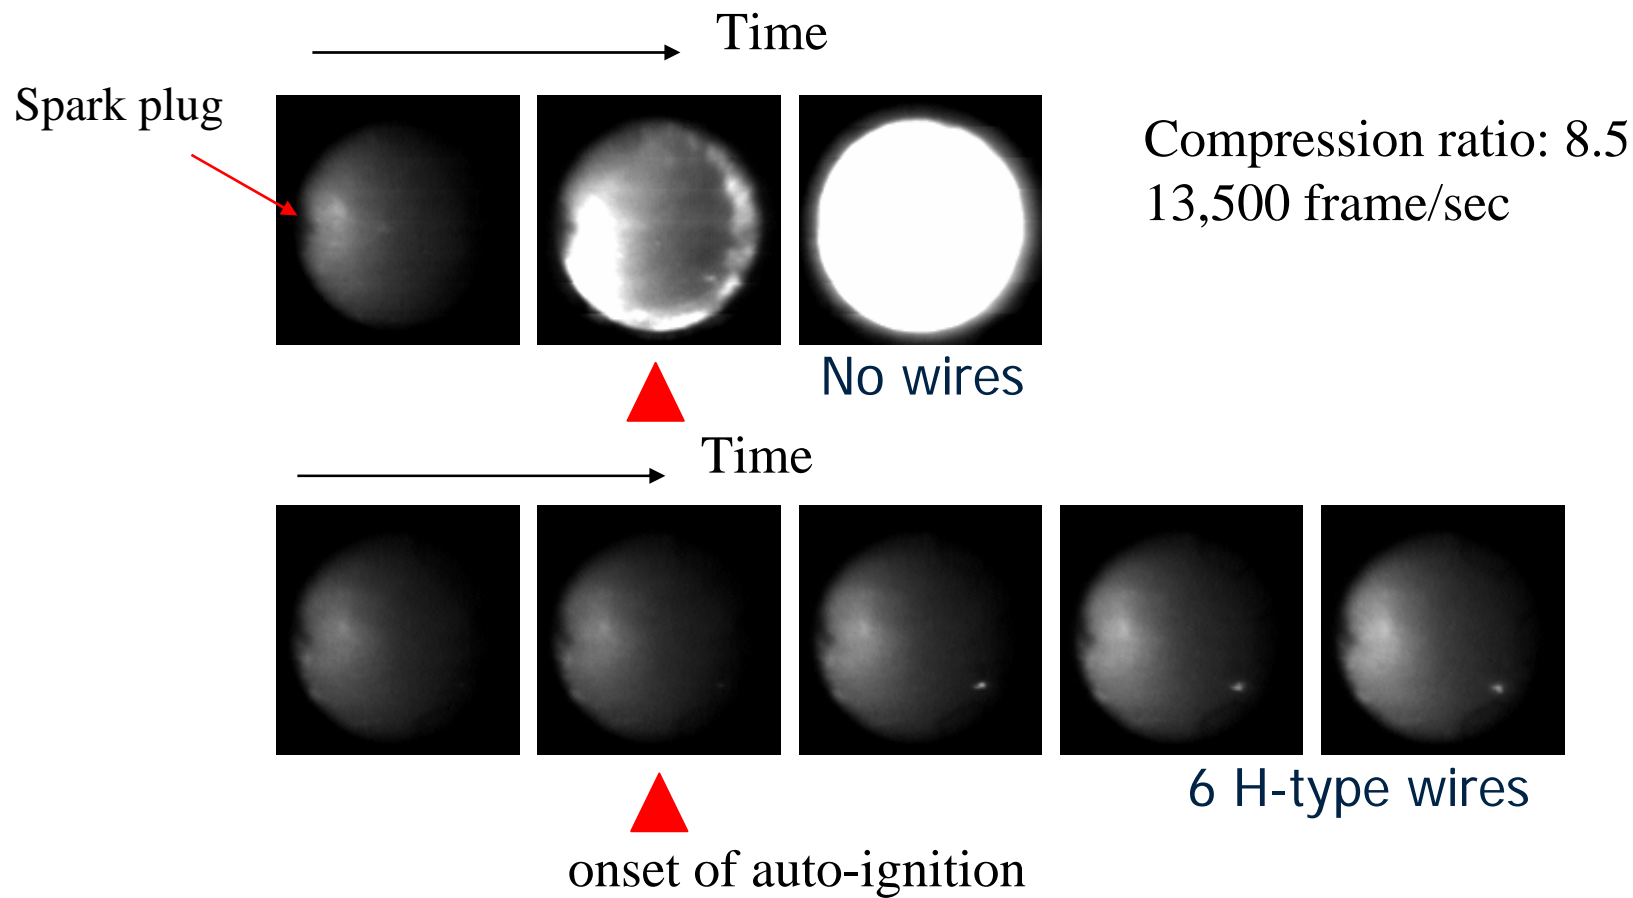 Time
Spark plug
Compression ratio: 8.5
13,500 frame/sec
No wires
Time
6 H-type wires
onset of auto-ignition